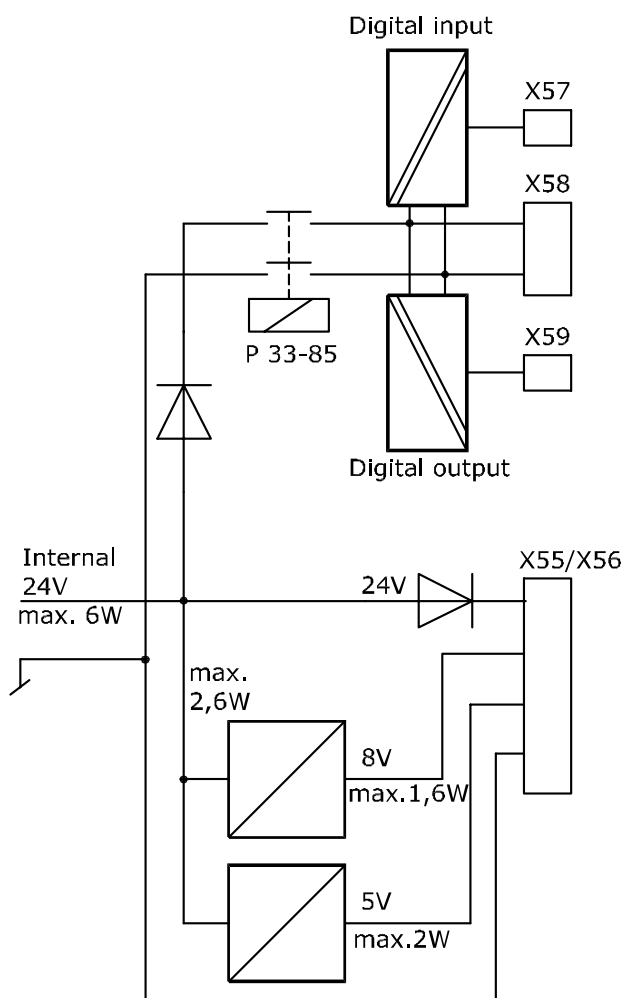 Digital input
X57
X58
P 33-85
X59
Digital output
Internal
24V
max. 6W
24V
X55/X56
max.
2,6W
8V
max.1,6W
5V
max.2W